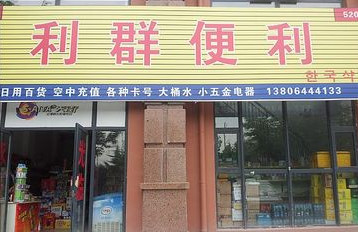 520
利群便利
한국식
日用百货 空中充值 各种卡号 大桶水 小五金电器 13806444133